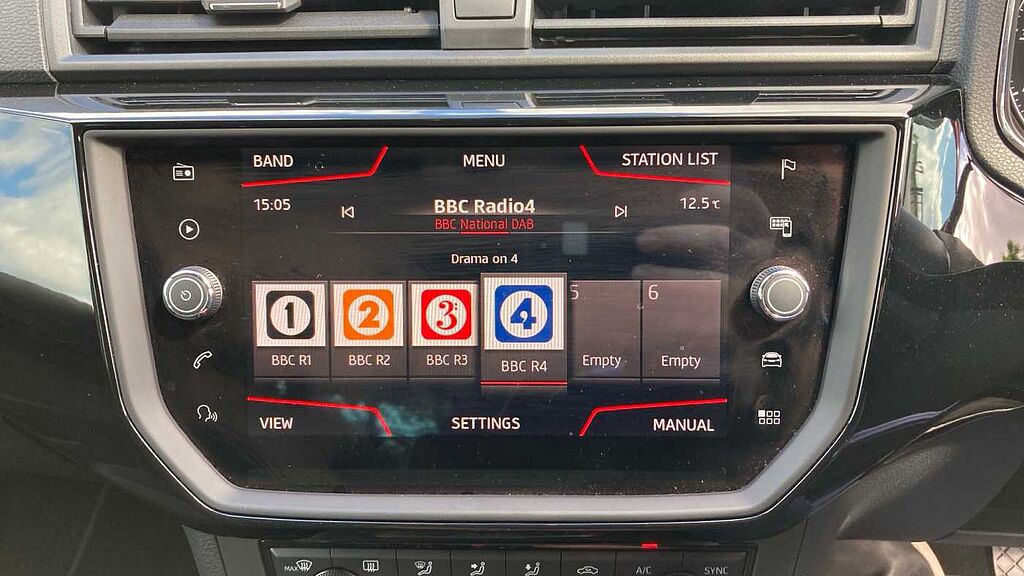 BAND MENU STATION LIST
15:05 BBC Radio4 12.5°C
BBC National DAB
Drama on 4
1 2 3 4 5 6
BBC R1 BBC R2 BBC R3 BBC R4 Empty Empty
VIEW SETTINGS MANUAL
MAX A/C SYNC